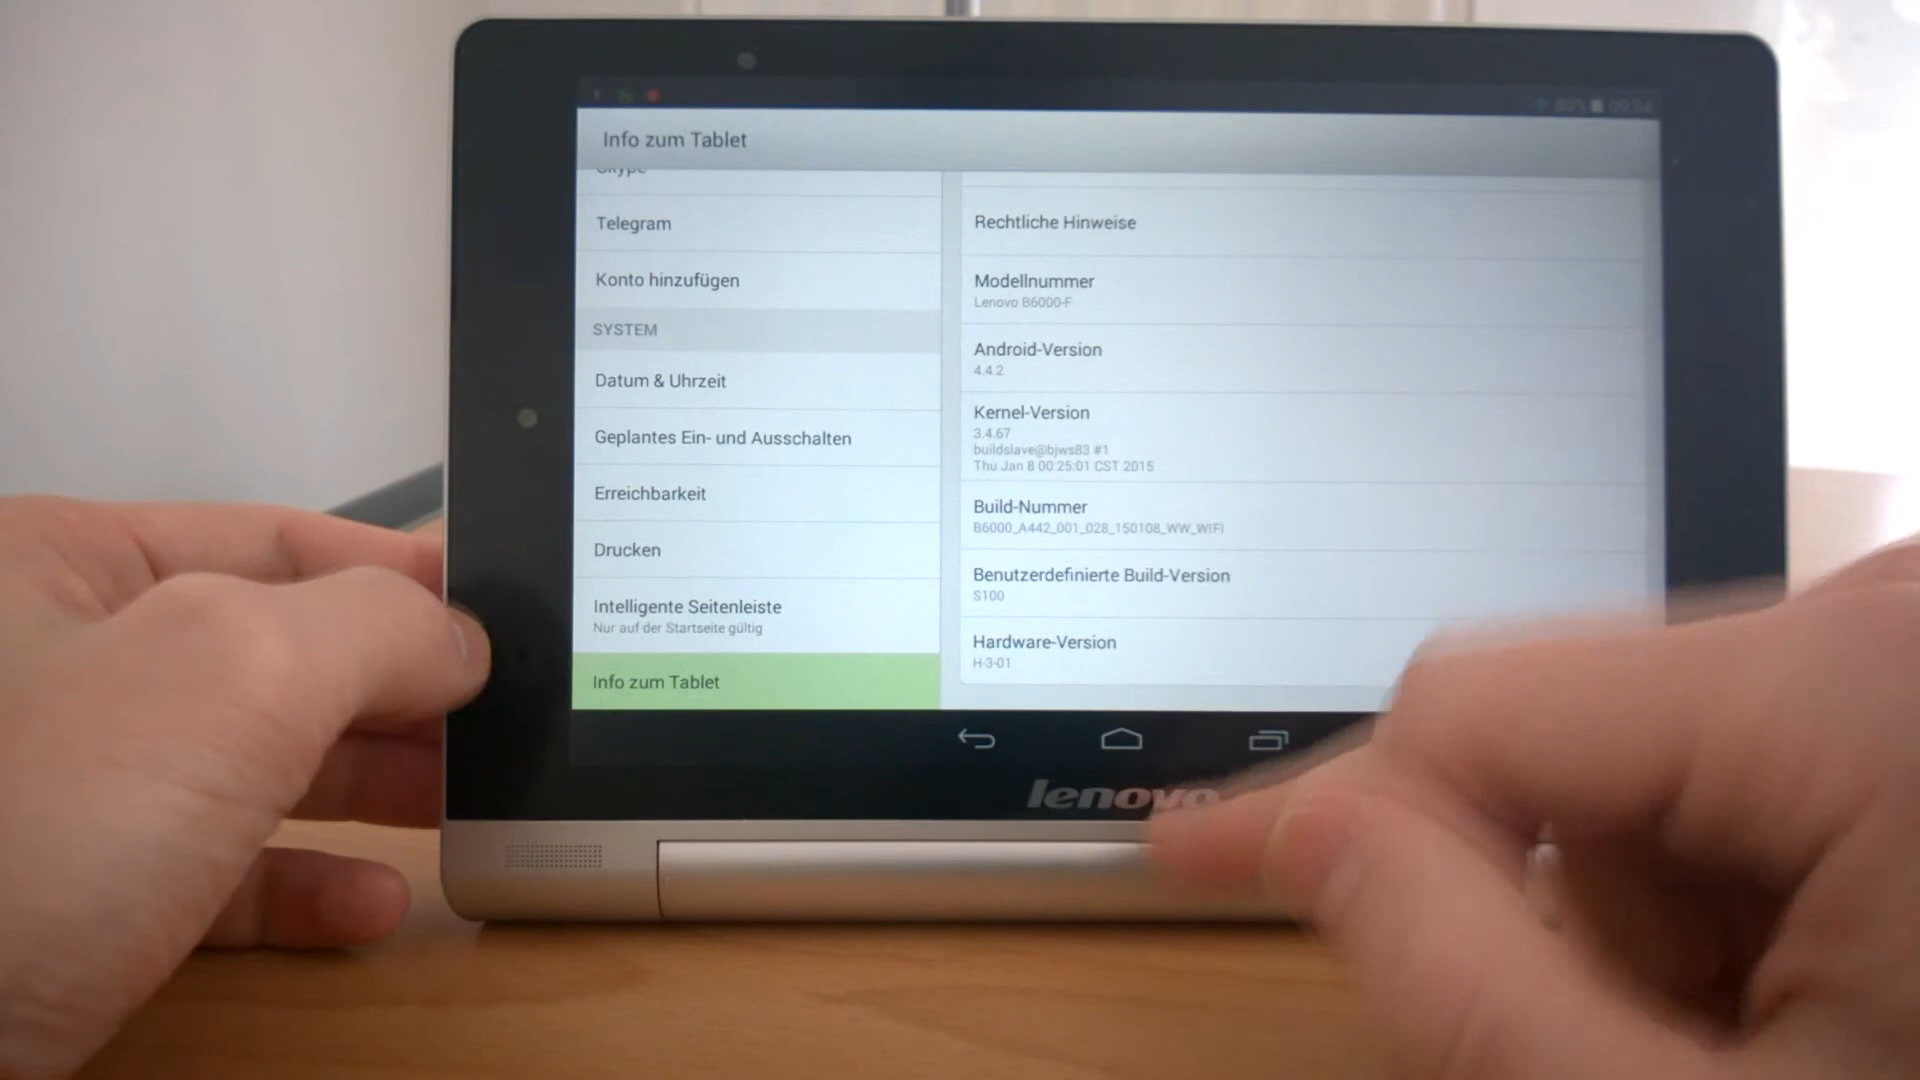 Info zum Tablet
Skype
Telegram
Konto hinzufügen
SYSTEM
Datum & Uhrzeit
Geplantes Ein- und Ausschalten
Erreichbarkeit
Drucken
Intelligente Seitenleiste
Nur auf der Startseite gültig
Info zum Tablet
Rechtliche Hinweise
Modellnummer
Lenovo B6000-F
Android-Version
4.4.2
Kernel-Version
3.4.67
buildslave@bjws83 #1
Thu Jan 8 00:25:01 CST 2015
Build-Nummer
B6000_A442_001_028_150108_WW_WIFI
Benutzerdefinierte Build-Version
S100
Hardware-Version
H-3-01
lenovo